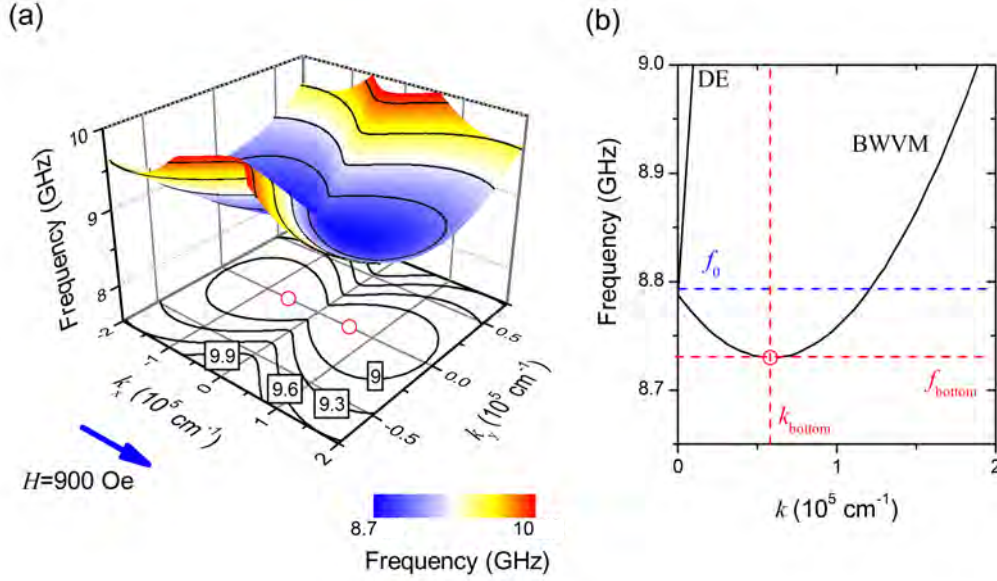 (a)
10
9
8
Frequency (GHz)
-2
-1
0
1
2
k_x (10^5 cm^-1)
-0.5
0.0
0.5
k_y (10^5 cm^-1)
9.9
9.6
9.3
9
H=900 Oe
8.7
10
Frequency (GHz)
(b)
9.0
8.9
8.8
8.7
Frequency (GHz)
DE
BWVM
f_0
f_bottom
k_bottom
0
1
2
k (10^5 cm^-1)